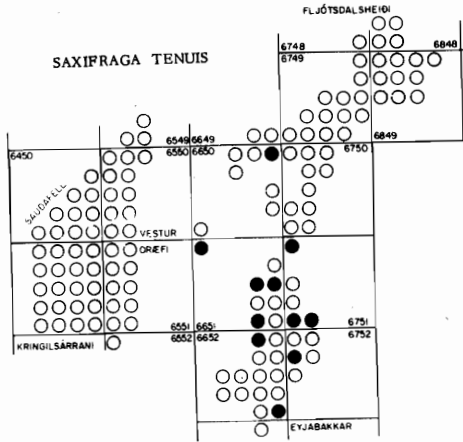 FLJÓTSDALSHEIÐI
SAXIFRAGA TENUIS
6748 6848
6749
6849
6450 6549 6649
6550 6650 6750
SAUÐAFELL
VESTUR
ÖRÆFI
6551 6651 6751
6552 6652 6752
KRINGILSÁRRANI
EYJABAKKAR